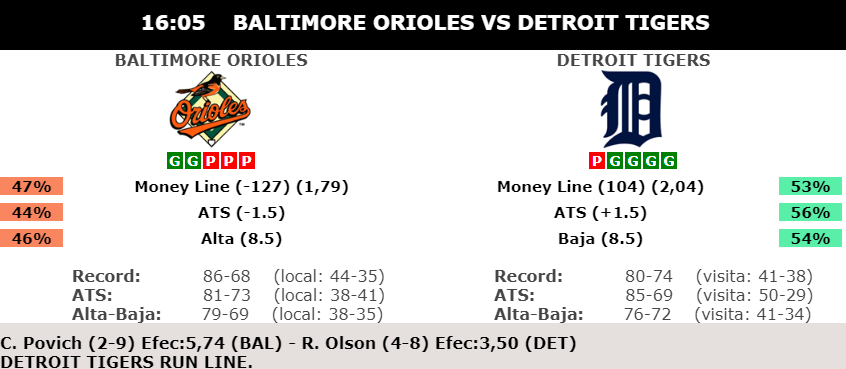 16:05 BALTIMORE ORIOLES VS DETROIT TIGERS
BALTIMORE ORIOLES DETROIT TIGERS
Orioles D
G G P P P P G G G G
47% Money Line (-127) (1,79) Money Line (104) (2,04) 53%
44% ATS (-1.5) ATS (+1.5) 56%
46% Alta (8.5) Baja (8.5) 54%
Record: 86-68 (local: 44-35) Record: 80-74 (visita: 41-38)
ATS: 81-73 (local: 38-41) ATS: 85-69 (visita: 50-29)
Alta-Baja: 79-69 (local: 38-35) Alta-Baja: 76-72 (visita: 41-34)
C. Povich (2-9) Efec:5,74 (BAL) - R. Olson (4-8) Efec:3,50 (DET)
DETROIT TIGERS RUN LINE.